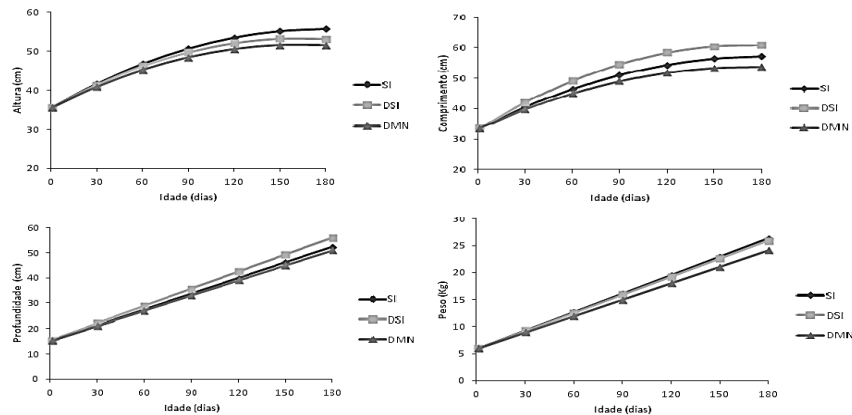 60
50
40
30
20
Altura (cm)
0 30 60 90 120 150 180
Idade (dias)
SI
DSI
DMN
70
60
50
40
30
20
Comprimento (cm)
0 30 60 90 120 150 180
Idade (dias)
SI
DSI
DMN
60
50
40
30
20
10
0
Profundidade (cm)
0 30 60 90 120 150 180
Idade (dias)
SI
DSI
DMN
30
25
20
15
10
5
0
Peso (Kg)
0 30 60 90 120 150 180
Idade (dias)
SI
DSI
DMN